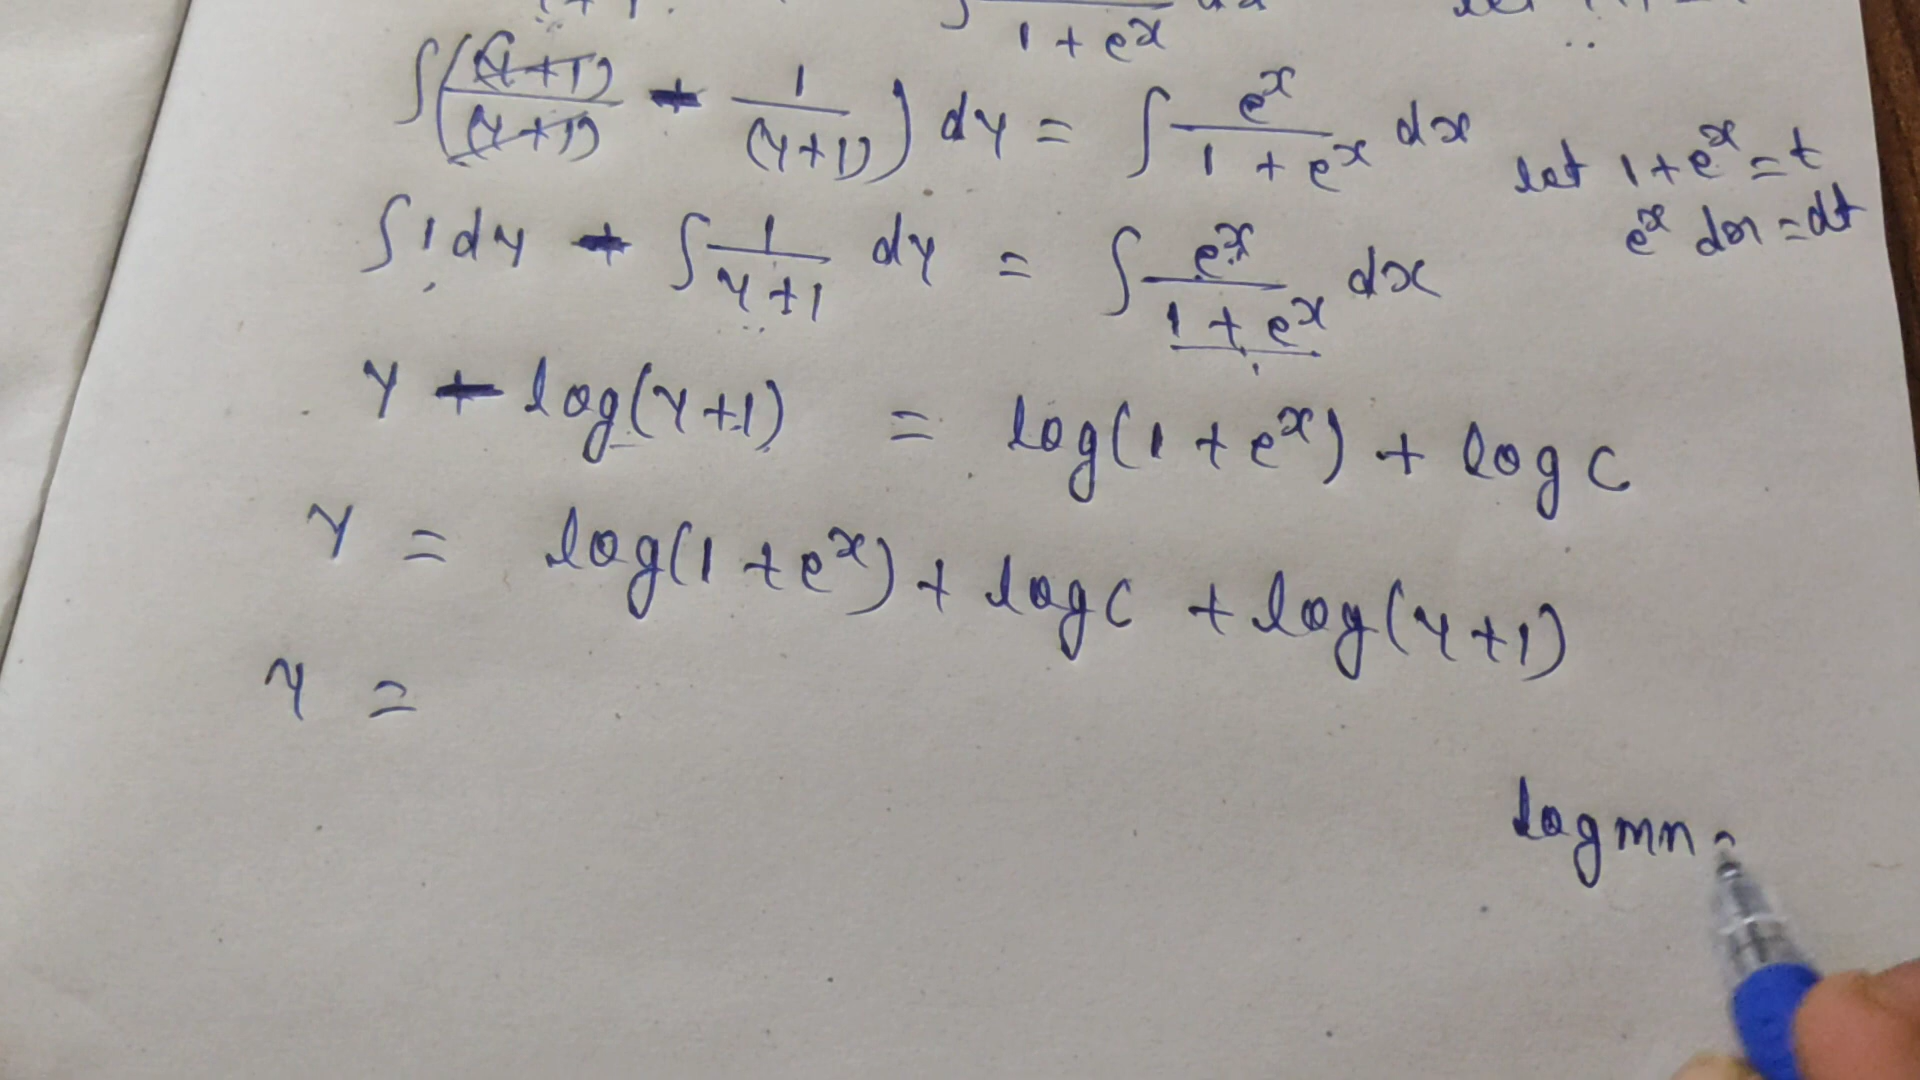 1 + e^x
∫((y+1)/(y+1) - 1/(y+1)) dy = ∫ e^x/(1 + e^x) dx let 1 + e^x = t
e^x dx = dt
∫1 dy - ∫ 1/(y+1) dy = ∫ e^x/(1 + e^x) dx
y - log(y+1) = log(1 + e^x) + log c
y = log(1 + e^x) + log c + log(y+1)
y =
log mn =